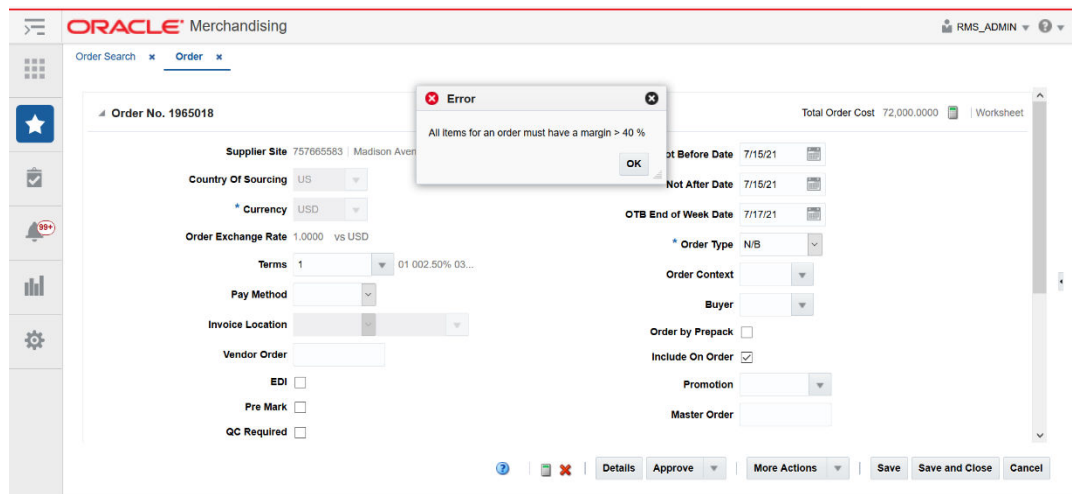 ORACLE® Merchandising
RMS_ADMIN
Order Search × Order ×
Error
Order No. 1965018
Total Order Cost 72,000.0000 | Worksheet
All items for an order must have a margin > 40 %
OK
Supplier Site 757665583 | Madison Aven
ot Before Date 7/15/21
Country Of Sourcing US
Not After Date 7/15/21
* Currency USD
OTB End of Week Date 7/17/21
Order Exchange Rate 1.0000 vs USD
* Order Type N/B
Terms 1 01 002.50% 03...
Order Context
Pay Method
Buyer
Invoice Location
Order by Prepack
Vendor Order
Include On Order
EDI
Promotion
Pre Mark
Master Order
QC Required
99+
? Details Approve | More Actions | Save Save and Close Cancel